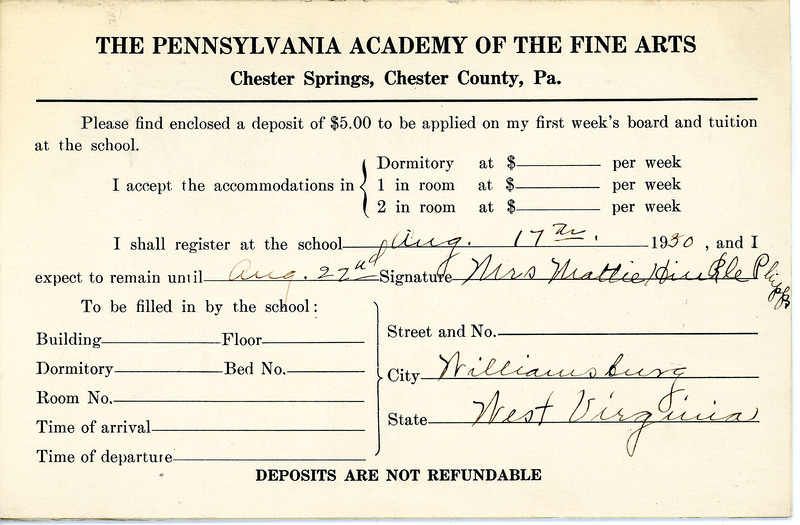 THE PENNSYLVANIA ACADEMY OF THE FINE ARTS
Chester Springs, Chester County, Pa.
Please find enclosed a deposit of $5.00 to be applied on my first week's board and tuition
at the school.
I accept the accommodations in
Dormitory at $ per week
1 in room at $ per week
2 in room at $ per week
I shall register at the school Aug. 17th. 1930, and I
expect to remain until Aug. 22nd Signature Mrs Mattie Hinkle Phipps
To be filled in by the school:
Building Floor
Dormitory Bed No.
Room No.
Time of arrival
Time of departure
Street and No.
City Williamsburg
State West Virginia
DEPOSITS ARE NOT REFUNDABLE